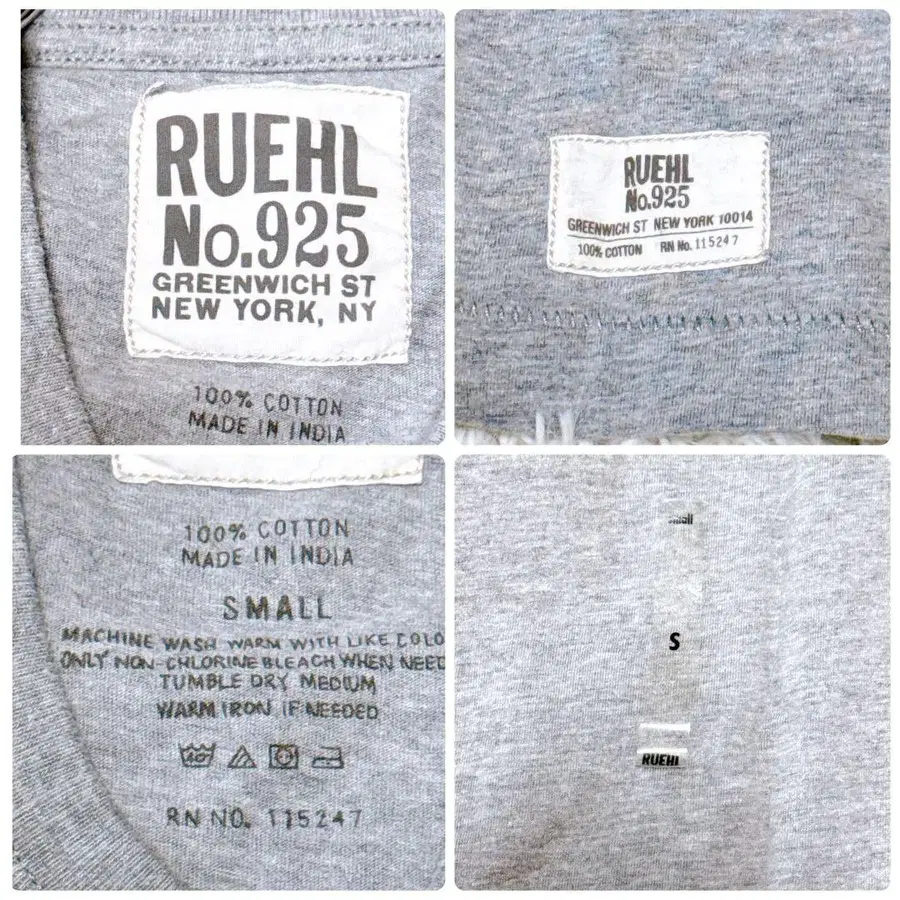 RUEHL
No.925
GREENWICH ST
NEW YORK, NY
100% COTTON
MADE IN INDIA
RUEHL
No.925
GREENWICH ST NEW YORK 10014
100% COTTON RN No. 115247
100% COTTON
MADE IN INDIA
SMALL
MACHINE WASH WARM WITH LIKE COLO
ONLY NON-CHLORINE BLEACH WHEN NEED
TUMBLE DRY MEDIUM
WARM IRON IF NEEDED
40
RN NO. 115247
S
RUEHL